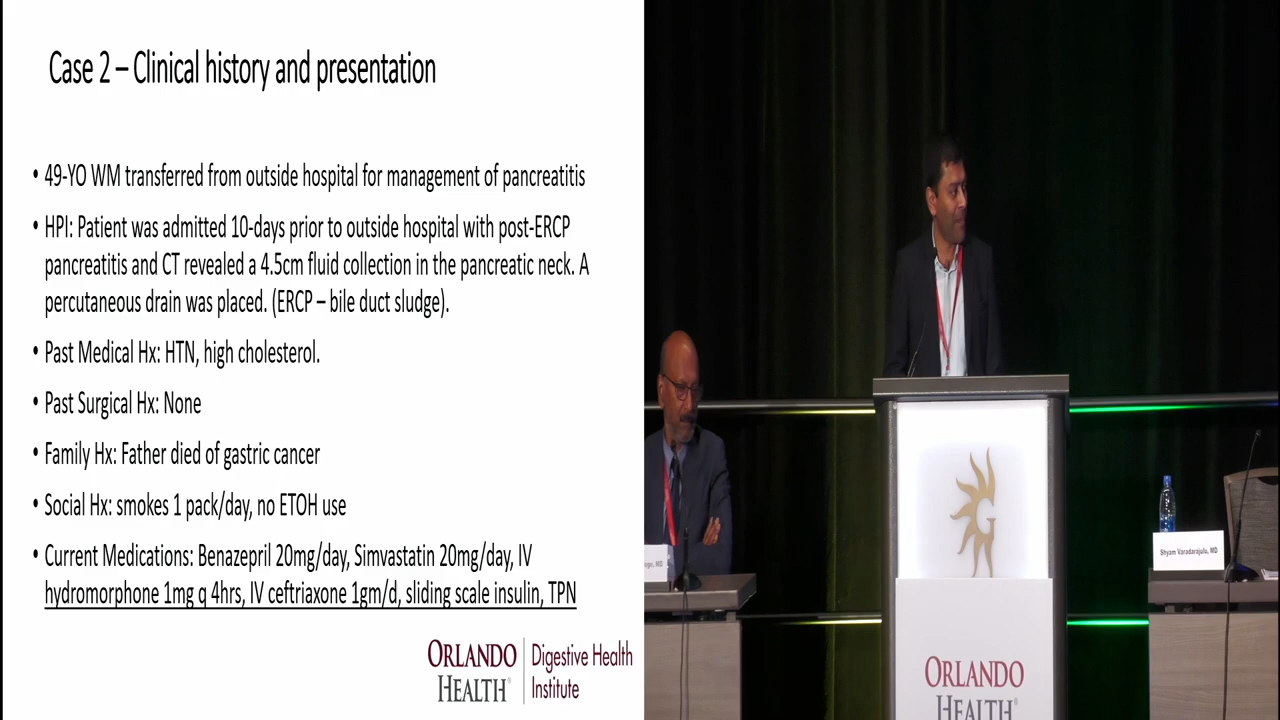 Case 2 – Clinical history and presentation
• 49-YO WM transferred from outside hospital for management of pancreatitis
• HPI: Patient was admitted 10-days prior to outside hospital with post-ERCP
pancreatitis and CT revealed a 4.5cm fluid collection in the pancreatic neck. A
percutaneous drain was placed. (ERCP – bile duct sludge).
• Past Medical Hx: HTN, high cholesterol.
• Past Surgical Hx: None
• Family Hx: Father died of gastric cancer
• Social Hx: smokes 1 pack/day, no ETOH use
• Current Medications: Benazepril 20mg/day, Simvastatin 20mg/day, IV
hydromorphone 1mg q 4hrs, IV ceftriaxone 1gm/d, sliding scale insulin, TPN
ORLANDO
HEALTH®
Digestive Health
Institute
G
ORLANDO
HEALTH®
MD
Shyam Varadarajulu, MD